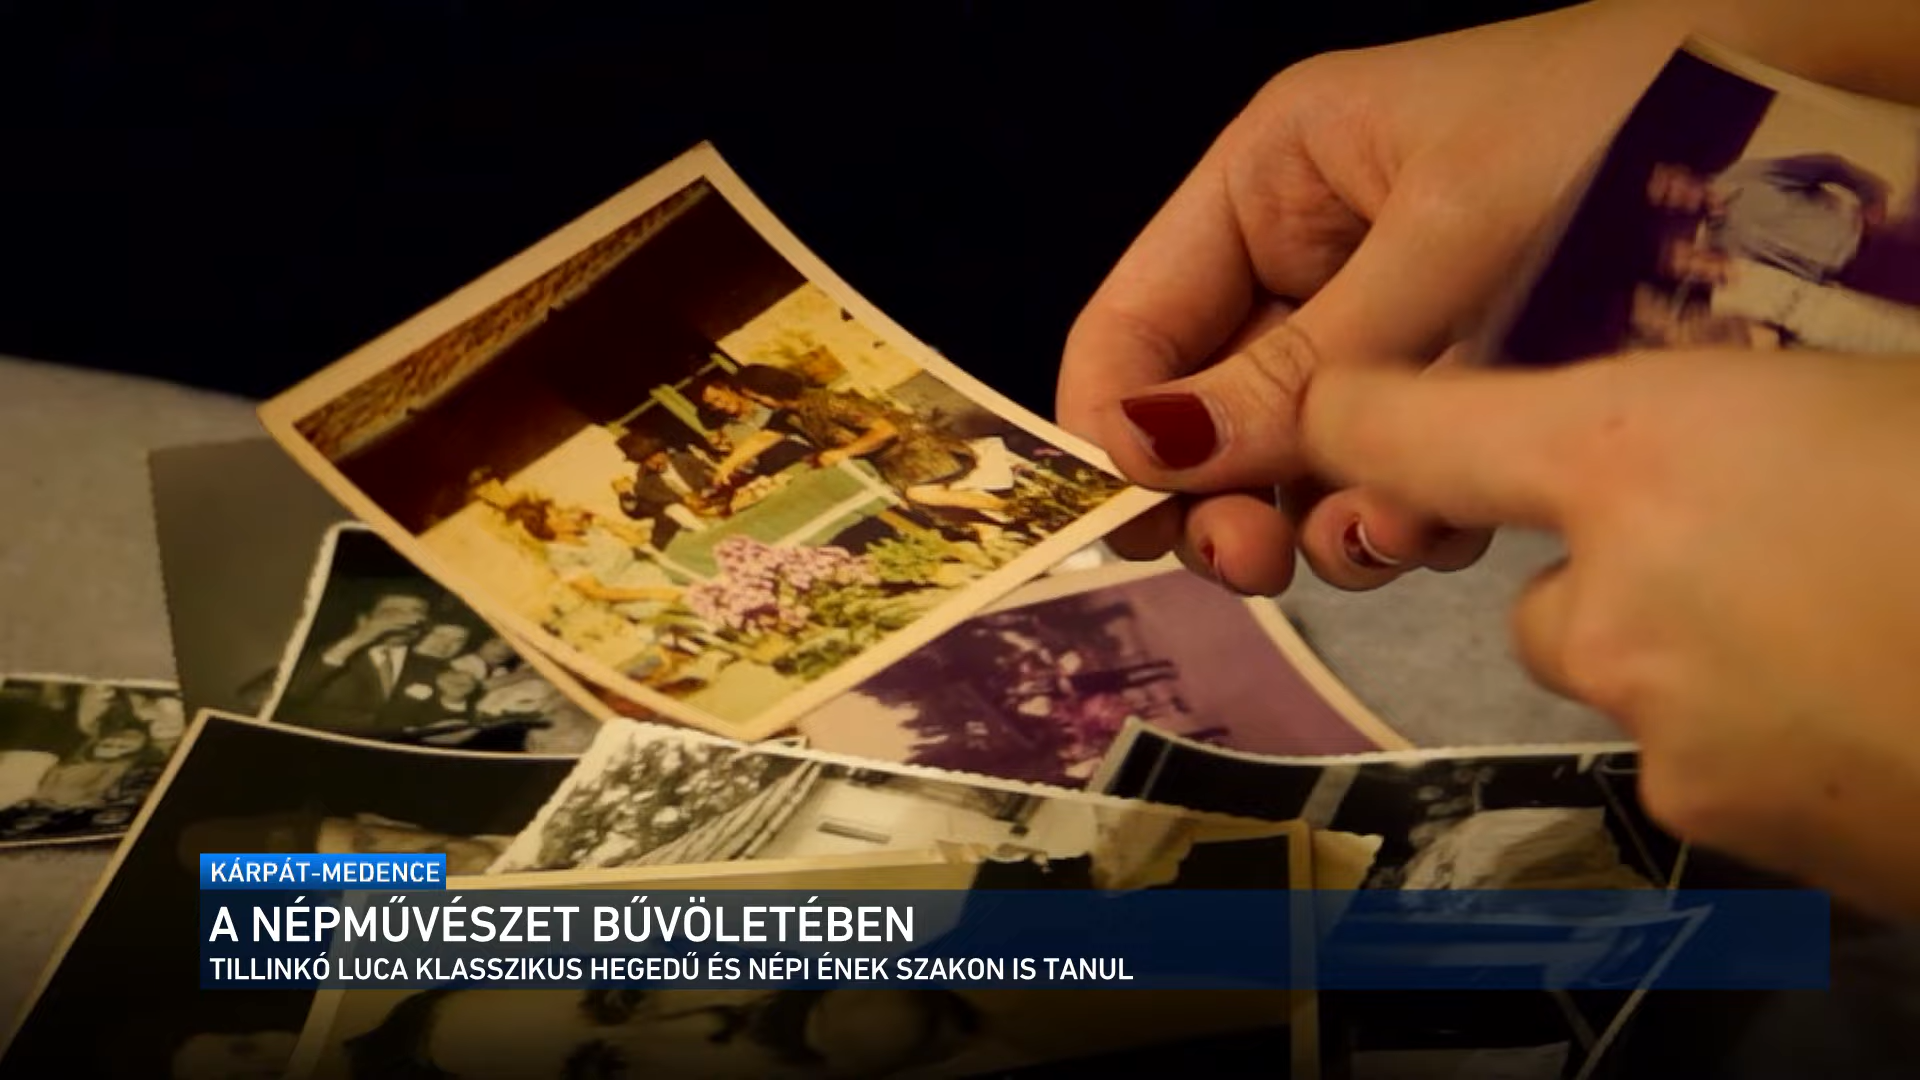 KÁRPÁT-MEDENCE
A NÉPMŰVÉSZET BŰVÖLETÉBEN
TILLINKÓ LUCA KLASSZIKUS HEGEDŰ ÉS NÉPI ÉNEK SZAKON IS TANUL